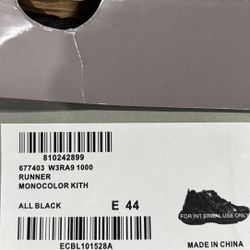 810242899
677403 W3RA9 1000
RUNNER
MONOCOLOR KITH
ALL BLACK
E 44
FOR INTERNAL USE ONLY
ECBL101528A
MADE IN CHINA